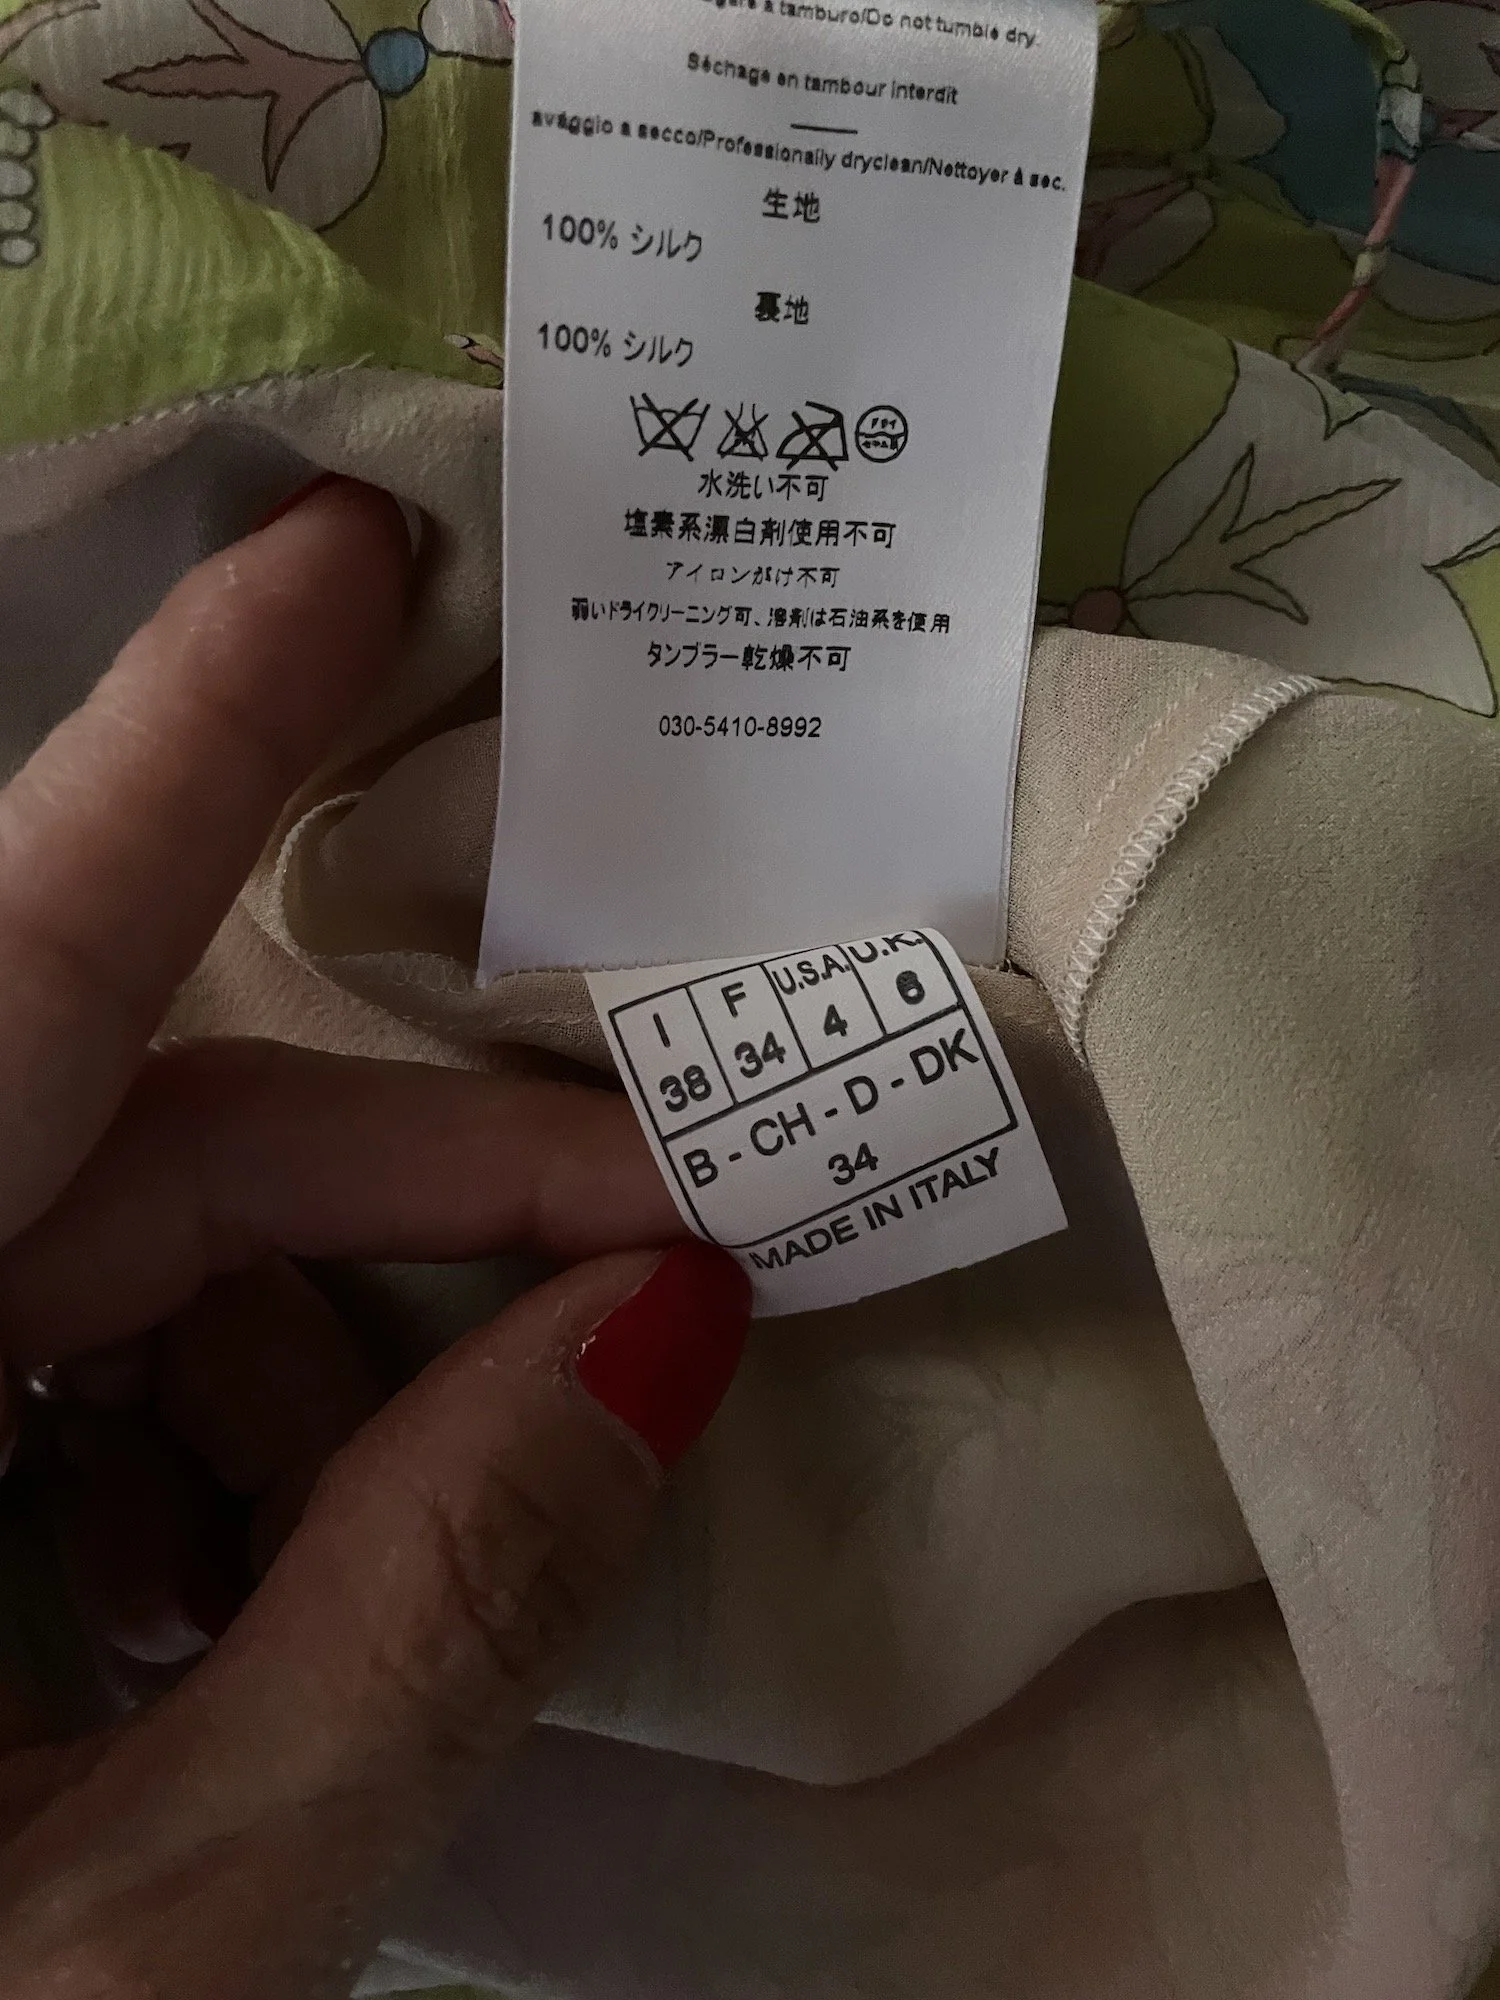 a tamburo/Do not tumble dry.
Séchage en tambour interdit
avaggio a secco/Professionally dryclean/Nettoyer à sec.
生地
100% シルク
裏地
100% シルク
水洗い不可
塩素系漂白剤使用不可
アイロンがけ不可
弱いドライクリーニング可、溶剤は石油系を使用
タンブラー乾燥不可
030-5410-8992
I F U.S.A. U.K.
38 34 4 6
B - CH - D - DK
34
MADE IN ITALY